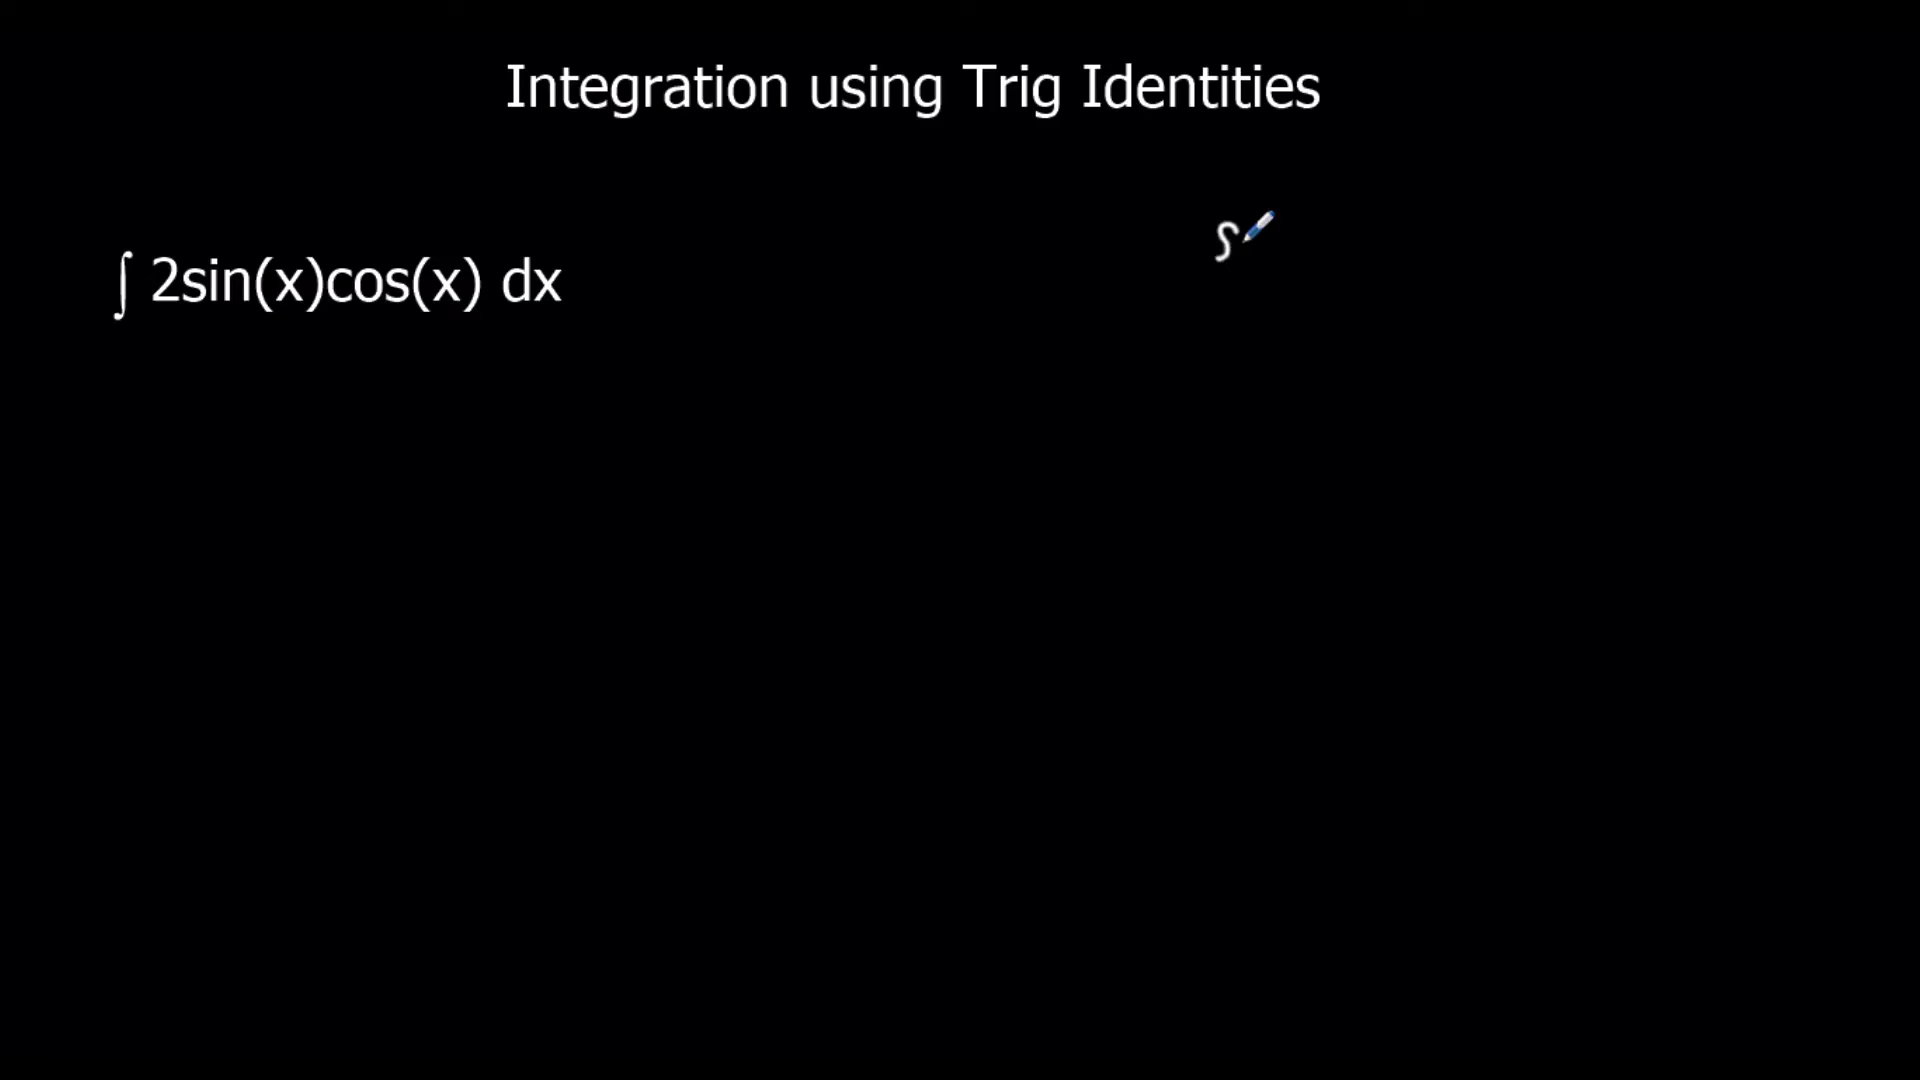 Integration using Trig Identities
s
∫ 2sin(x)cos(x) dx